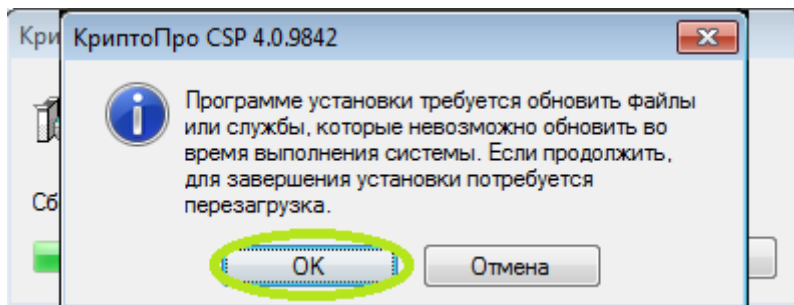 Кри
КриптоПро CSP 4.0.9842
Программе установки требуется обновить файлы
или службы, которые невозможно обновить во
время выполнения системы. Если продолжить,
для завершения установки потребуется
перезагрузка.
Сб
OK
Отмена